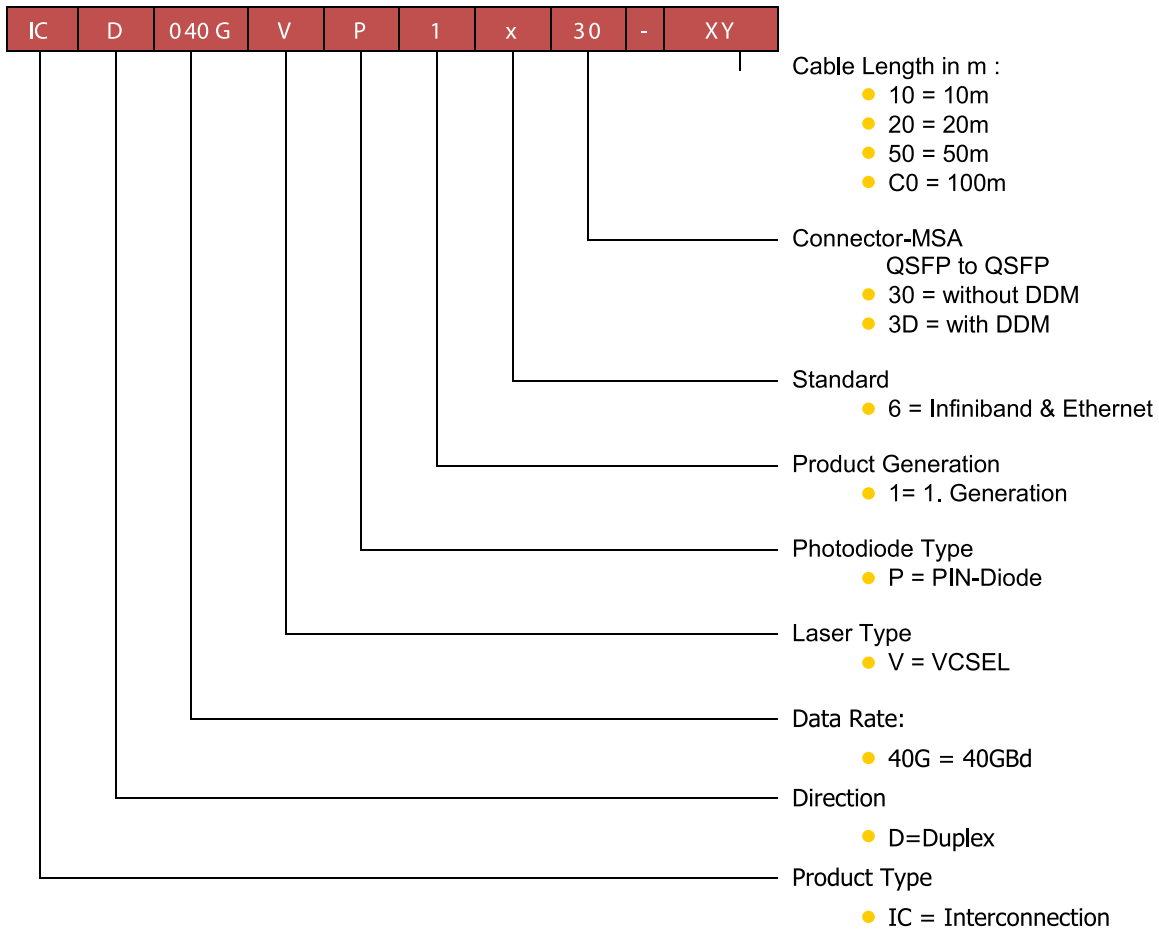 IC D 040 G V P 1 x 30 - XY
Cable Length in m :
10 = 10m
20 = 20m
50 = 50m
C0 = 100m
Connector-MSA
QSFP to QSFP
30 = without DDM
3D = with DDM
Standard
6 = Infiniband & Ethernet
Product Generation
1= 1. Generation
Photodiode Type
P = PIN-Diode
Laser Type
V = VCSEL
Data Rate:
40G = 40GBd
Direction
D=Duplex
Product Type
IC = Interconnection